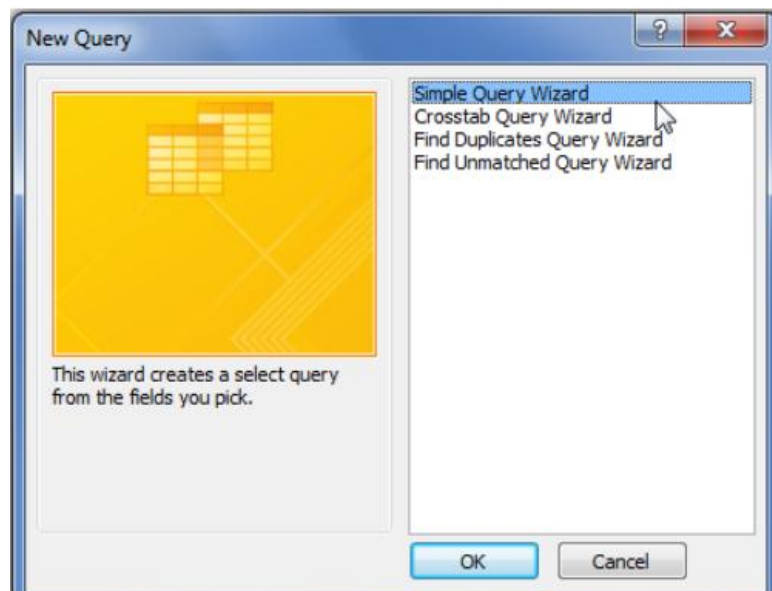 New Query
Simple Query Wizard
Crosstab Query Wizard
Find Duplicates Query Wizard
Find Unmatched Query Wizard
This wizard creates a select query
from the fields you pick.
OK
Cancel